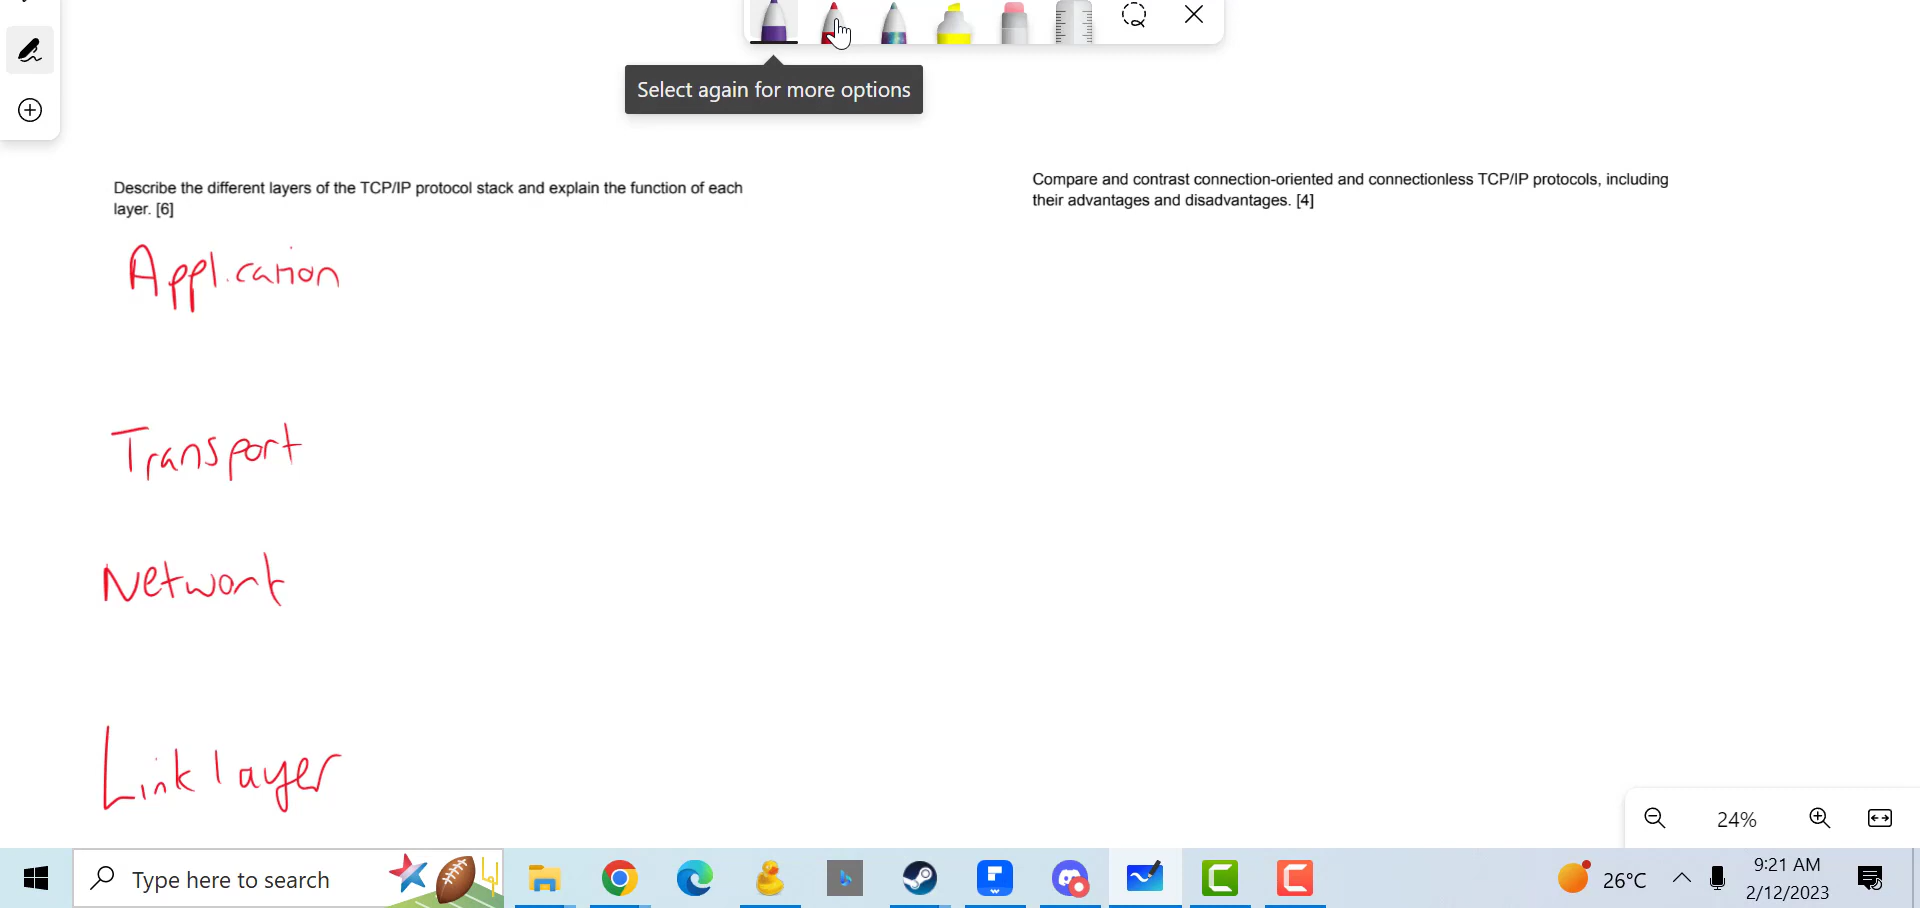 Select again for more options
Describe the different layers of the TCP/IP protocol stack and explain the function of each
layer. [6]
Application
Transport
Network
Link layer
Compare and contrast connection-oriented and connectionless TCP/IP protocols, including
their advantages and disadvantages. [4]
24%
Type here to search
26°C
9:21 AM
2/12/2023